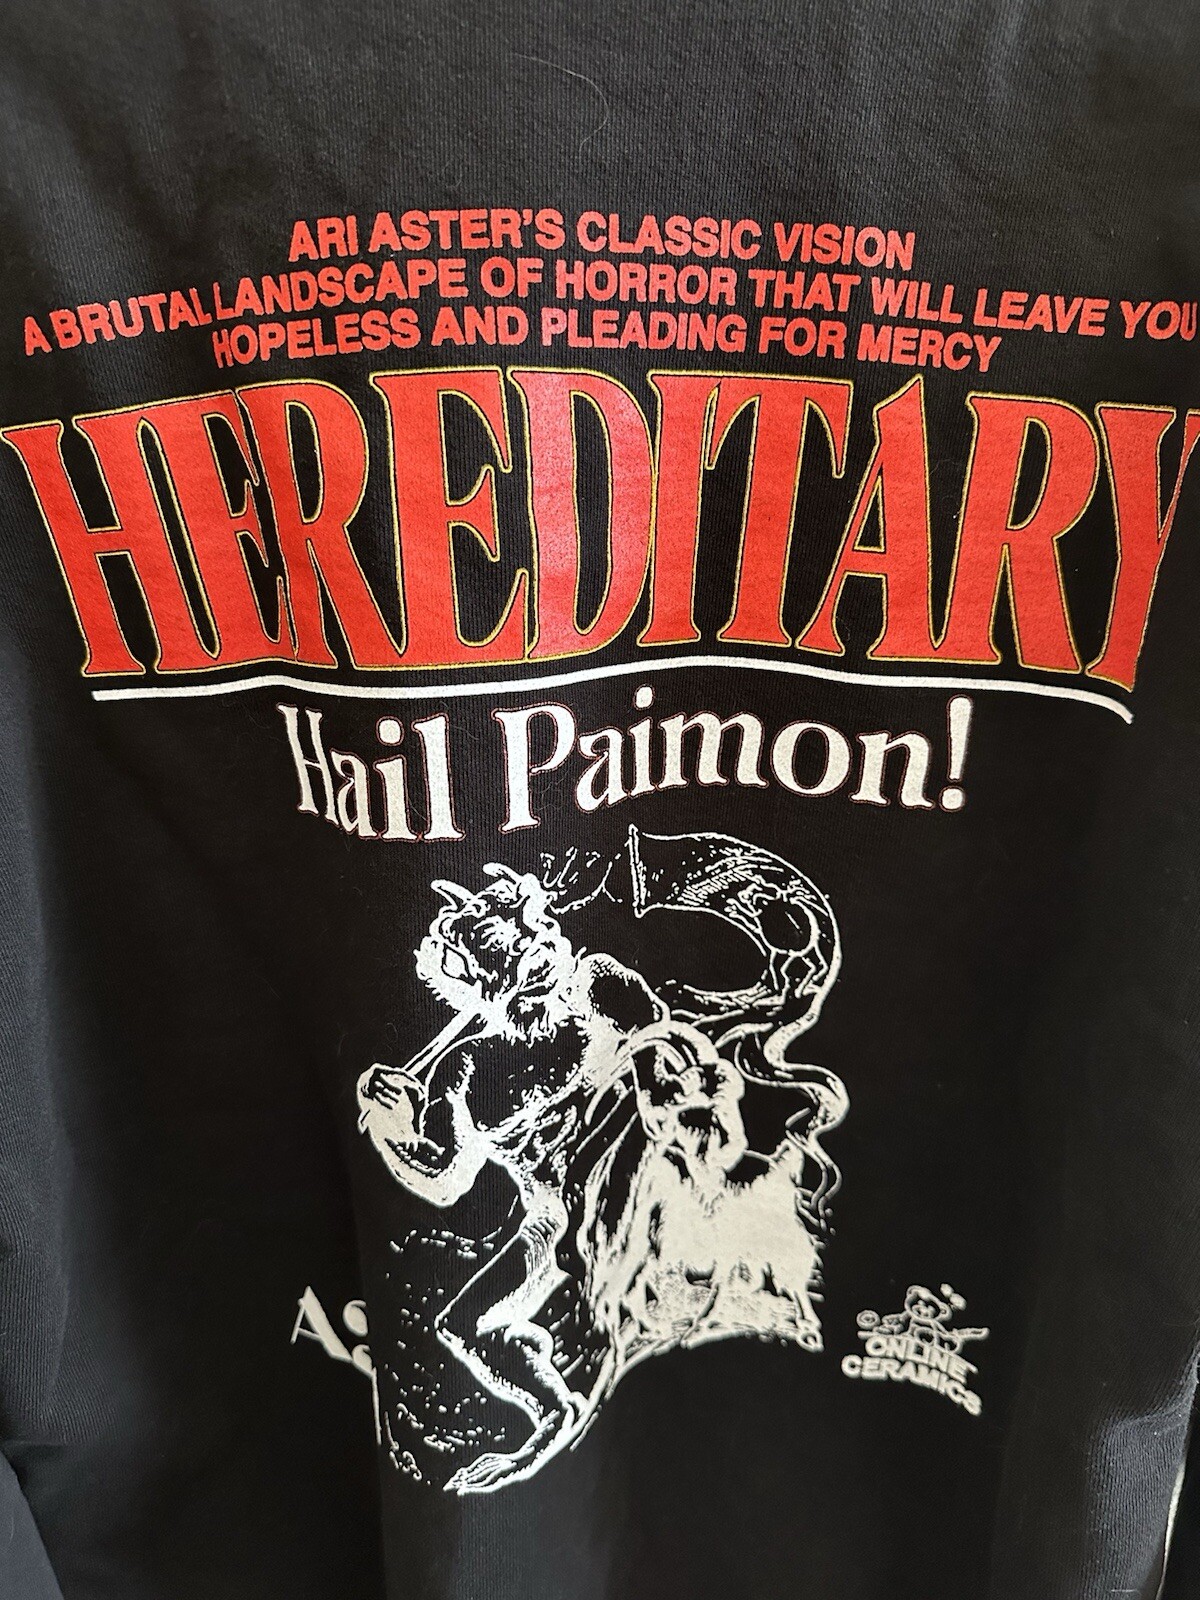 ARI ASTER'S CLASSIC VISION
A BRUTAL LANDSCAPE OF HORROR THAT WILL LEAVE YOU
HOPELESS AND PLEADING FOR MERCY
HEREDITARY
Hail Paimon!
©
ONLINE
CERAMICS